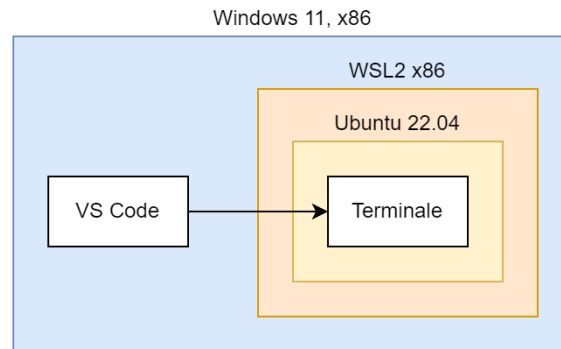 Windows 11, x86
WSL2 x86
Ubuntu 22.04
VS Code
Terminale